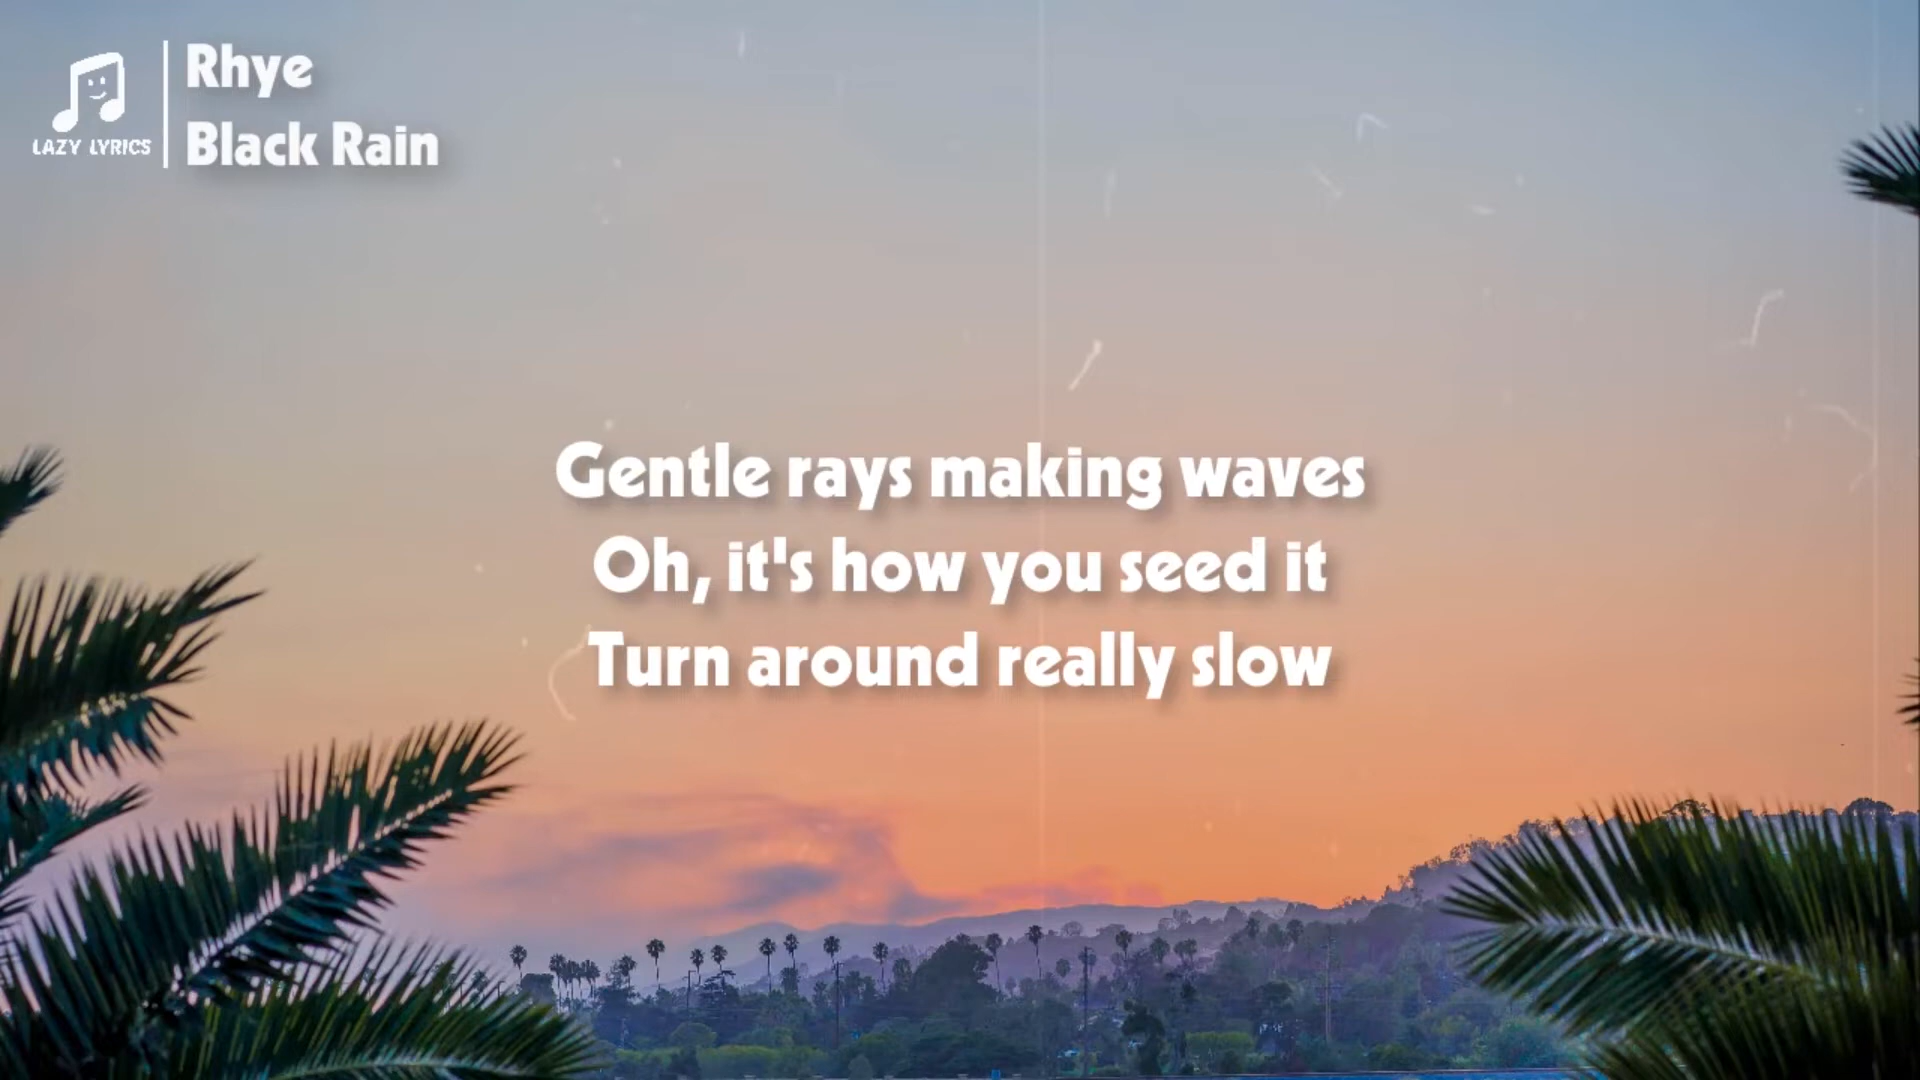 LAZY LYRICS
Rhye
Black Rain
Gentle rays making waves
Oh, it's how you seed it
Turn around really slow